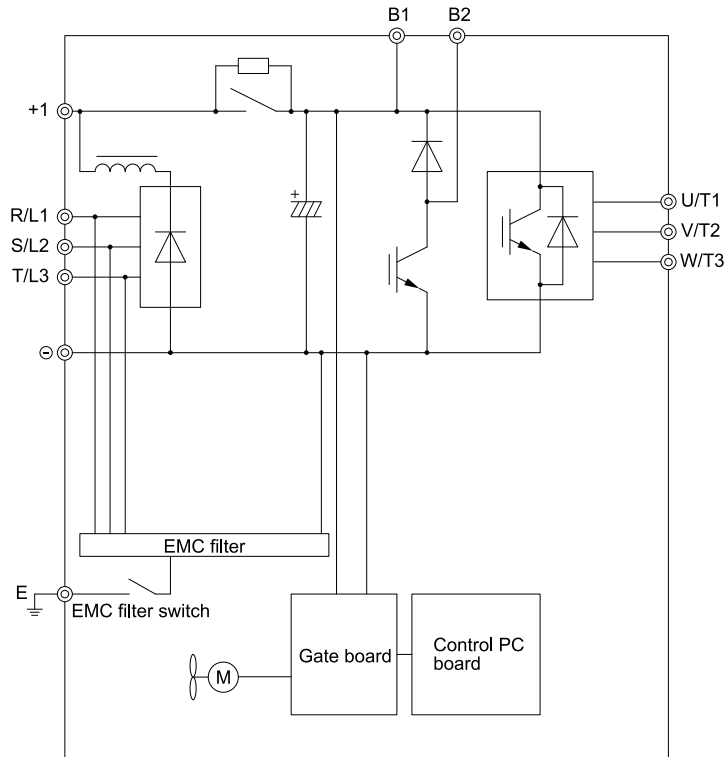 B1
B2
+1
+
R/L1
S/L2
T/L3
U/T1
V/T2
W/T3
⊖
EMC filter
E
EMC filter switch
M
Gate board
Control PC
board